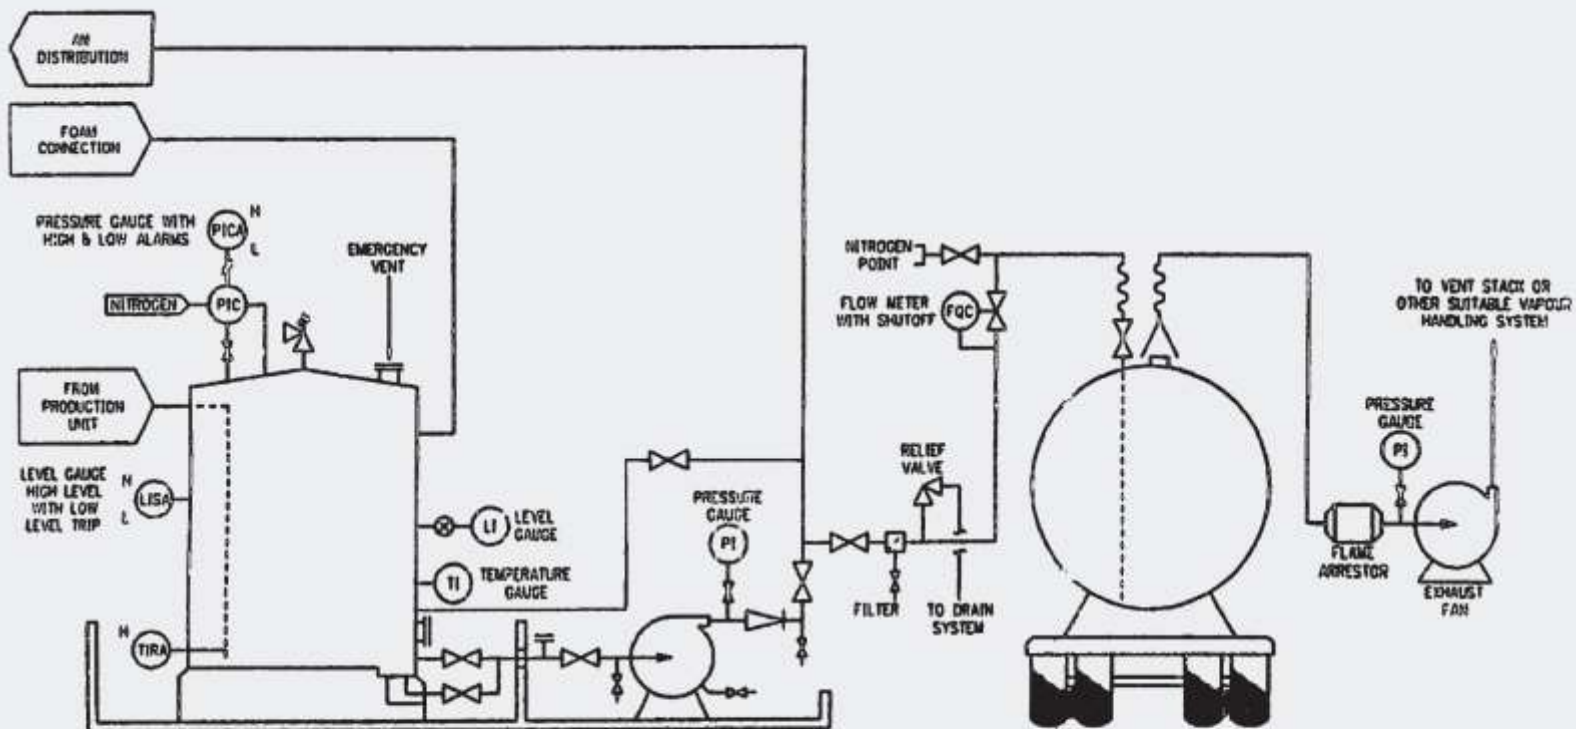 AN
DISTRIBUTION
FOAM
CONNECTION
PRESSURE GAUGE WITH
HIGH & LOW ALARMS
PICA
H
L
EMERGENCY
VENT
NITROGEN
PIC
FROM
PRODUCTION
UNIT
LEVEL GAUGE
HIGH LEVEL
WITH LOW
LEVEL TRIP
H
L
LISA
LI
LEVEL
GAUGE
TI
TEMPERATURE
GAUGE
H
TIRA
PRESSURE
GAUGE
PI
NITROGEN
POINT
FLOW METER
WITH SHUTOFF
FQC
RELIEF
VALVE
FILTER
TO DRAIN
SYSTEM
TO VENT STACK OR
OTHER SUITABLE VAPOUR
HANDLING SYSTEM
PRESSURE
GAUGE
PI
FLAME
ARRESTOR
EXHAUST
FAN